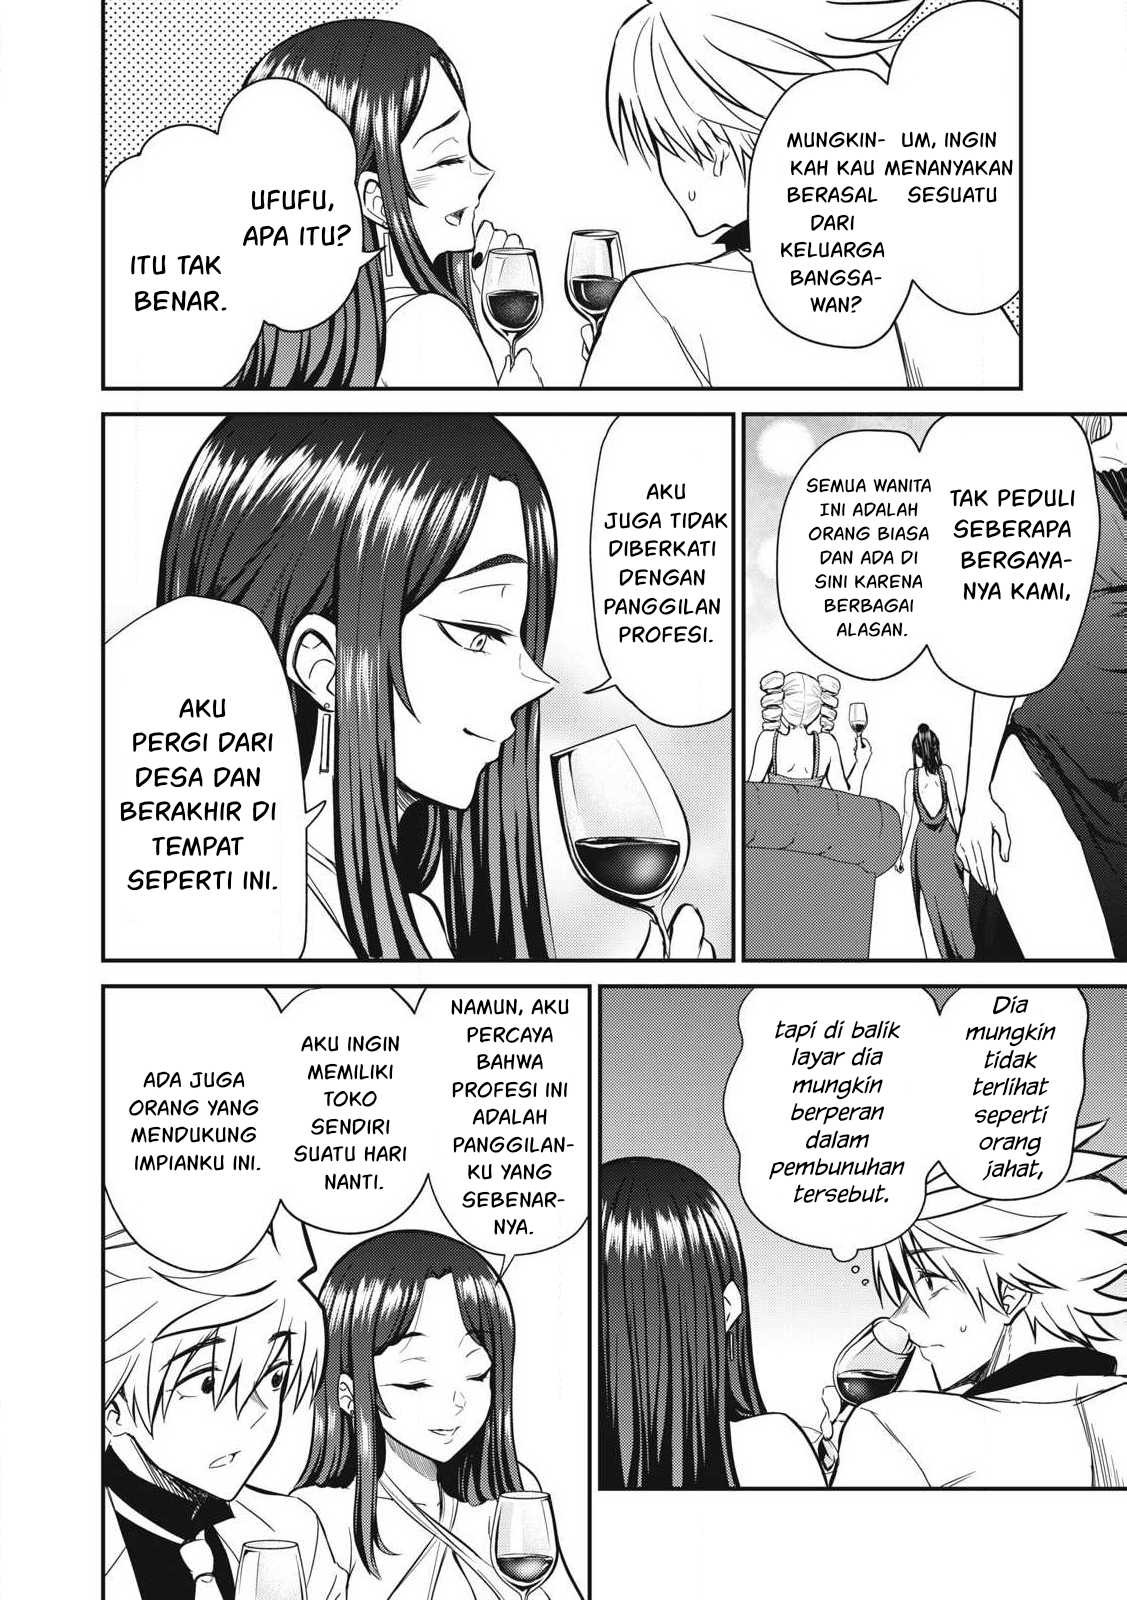 UM, INGIN
MENANYAKAN
SESUATU
MUNGKIN-
KAH KAU
BERASAL
DARI
KELUARGA
BANGSA-
WAN?
UFUFU,
APA ITU?
ITU TAK
BENAR.
TAK PEDULI
SEBERAPA
BERGAYA-
NYA KAMI,
SEMUA WANITA
INI ADALAH
ORANG BIASA
DAN ADA DI
SINI KARENA
BERBAGAI
ALASAN.
AKU
JUGA TIDAK
DIBERKATI
DENGAN
PANGGILAN
PROFESI.
AKU
PERGI DARI
DESA DAN
BERAKHIR DI
TEMPAT
SEPERTI INI.
Dia
mungkin
tidak
terlihat
seperti
orang
jahat,
tapi di balik
layar dia
mungkin
berperan
dalam
pembunuhan
tersebut.
NAMUN, AKU
PERCAYA
BAHWA
PROFESI INI
ADALAH
PANGGILAN-
KU YANG
SEBENAR-
NYA.
AKU INGIN
MEMILIKI
TOKO
SENDIRI
SUATU HARI
NANTI.
ADA JUGA
ORANG YANG
MENDUKUNG
IMPIANKU INI.